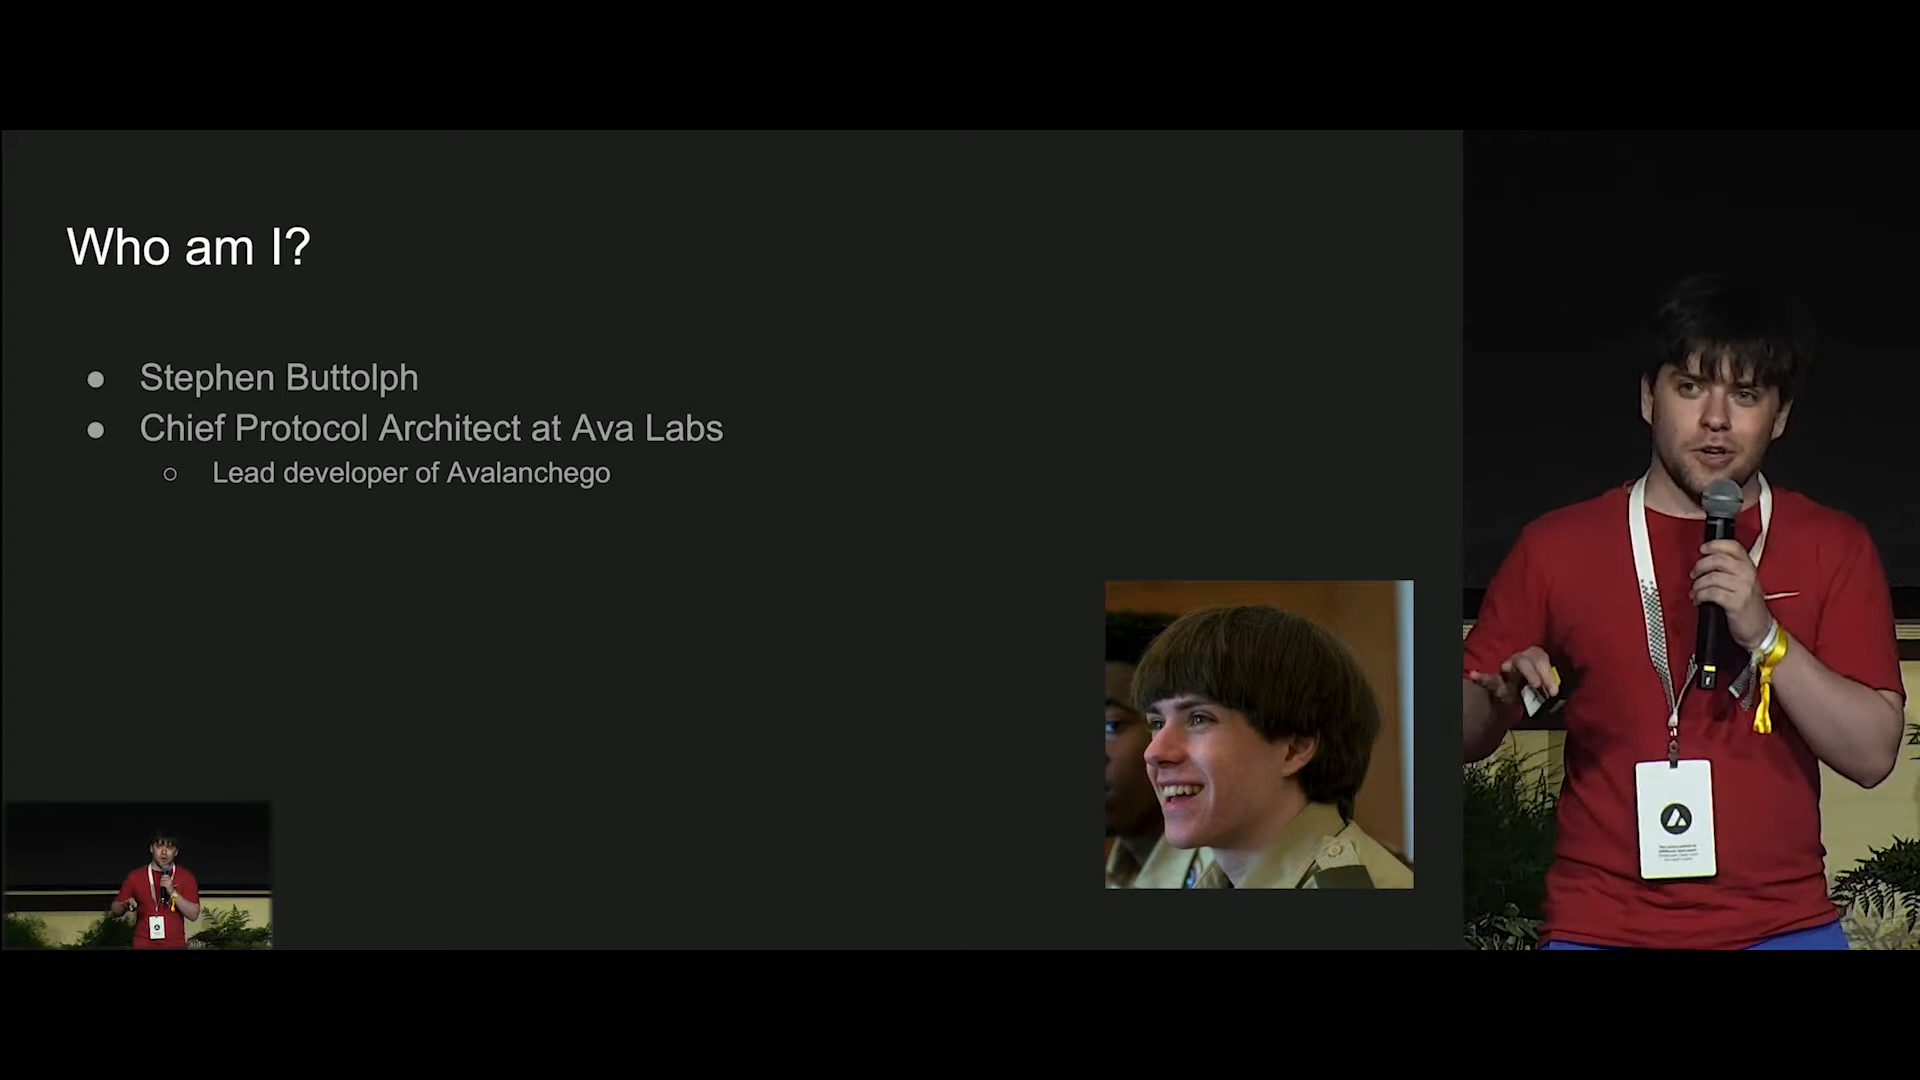 Who am I?
Stephen Buttolph
Chief Protocol Architect at Ava Labs
Lead developer of Avalanchego